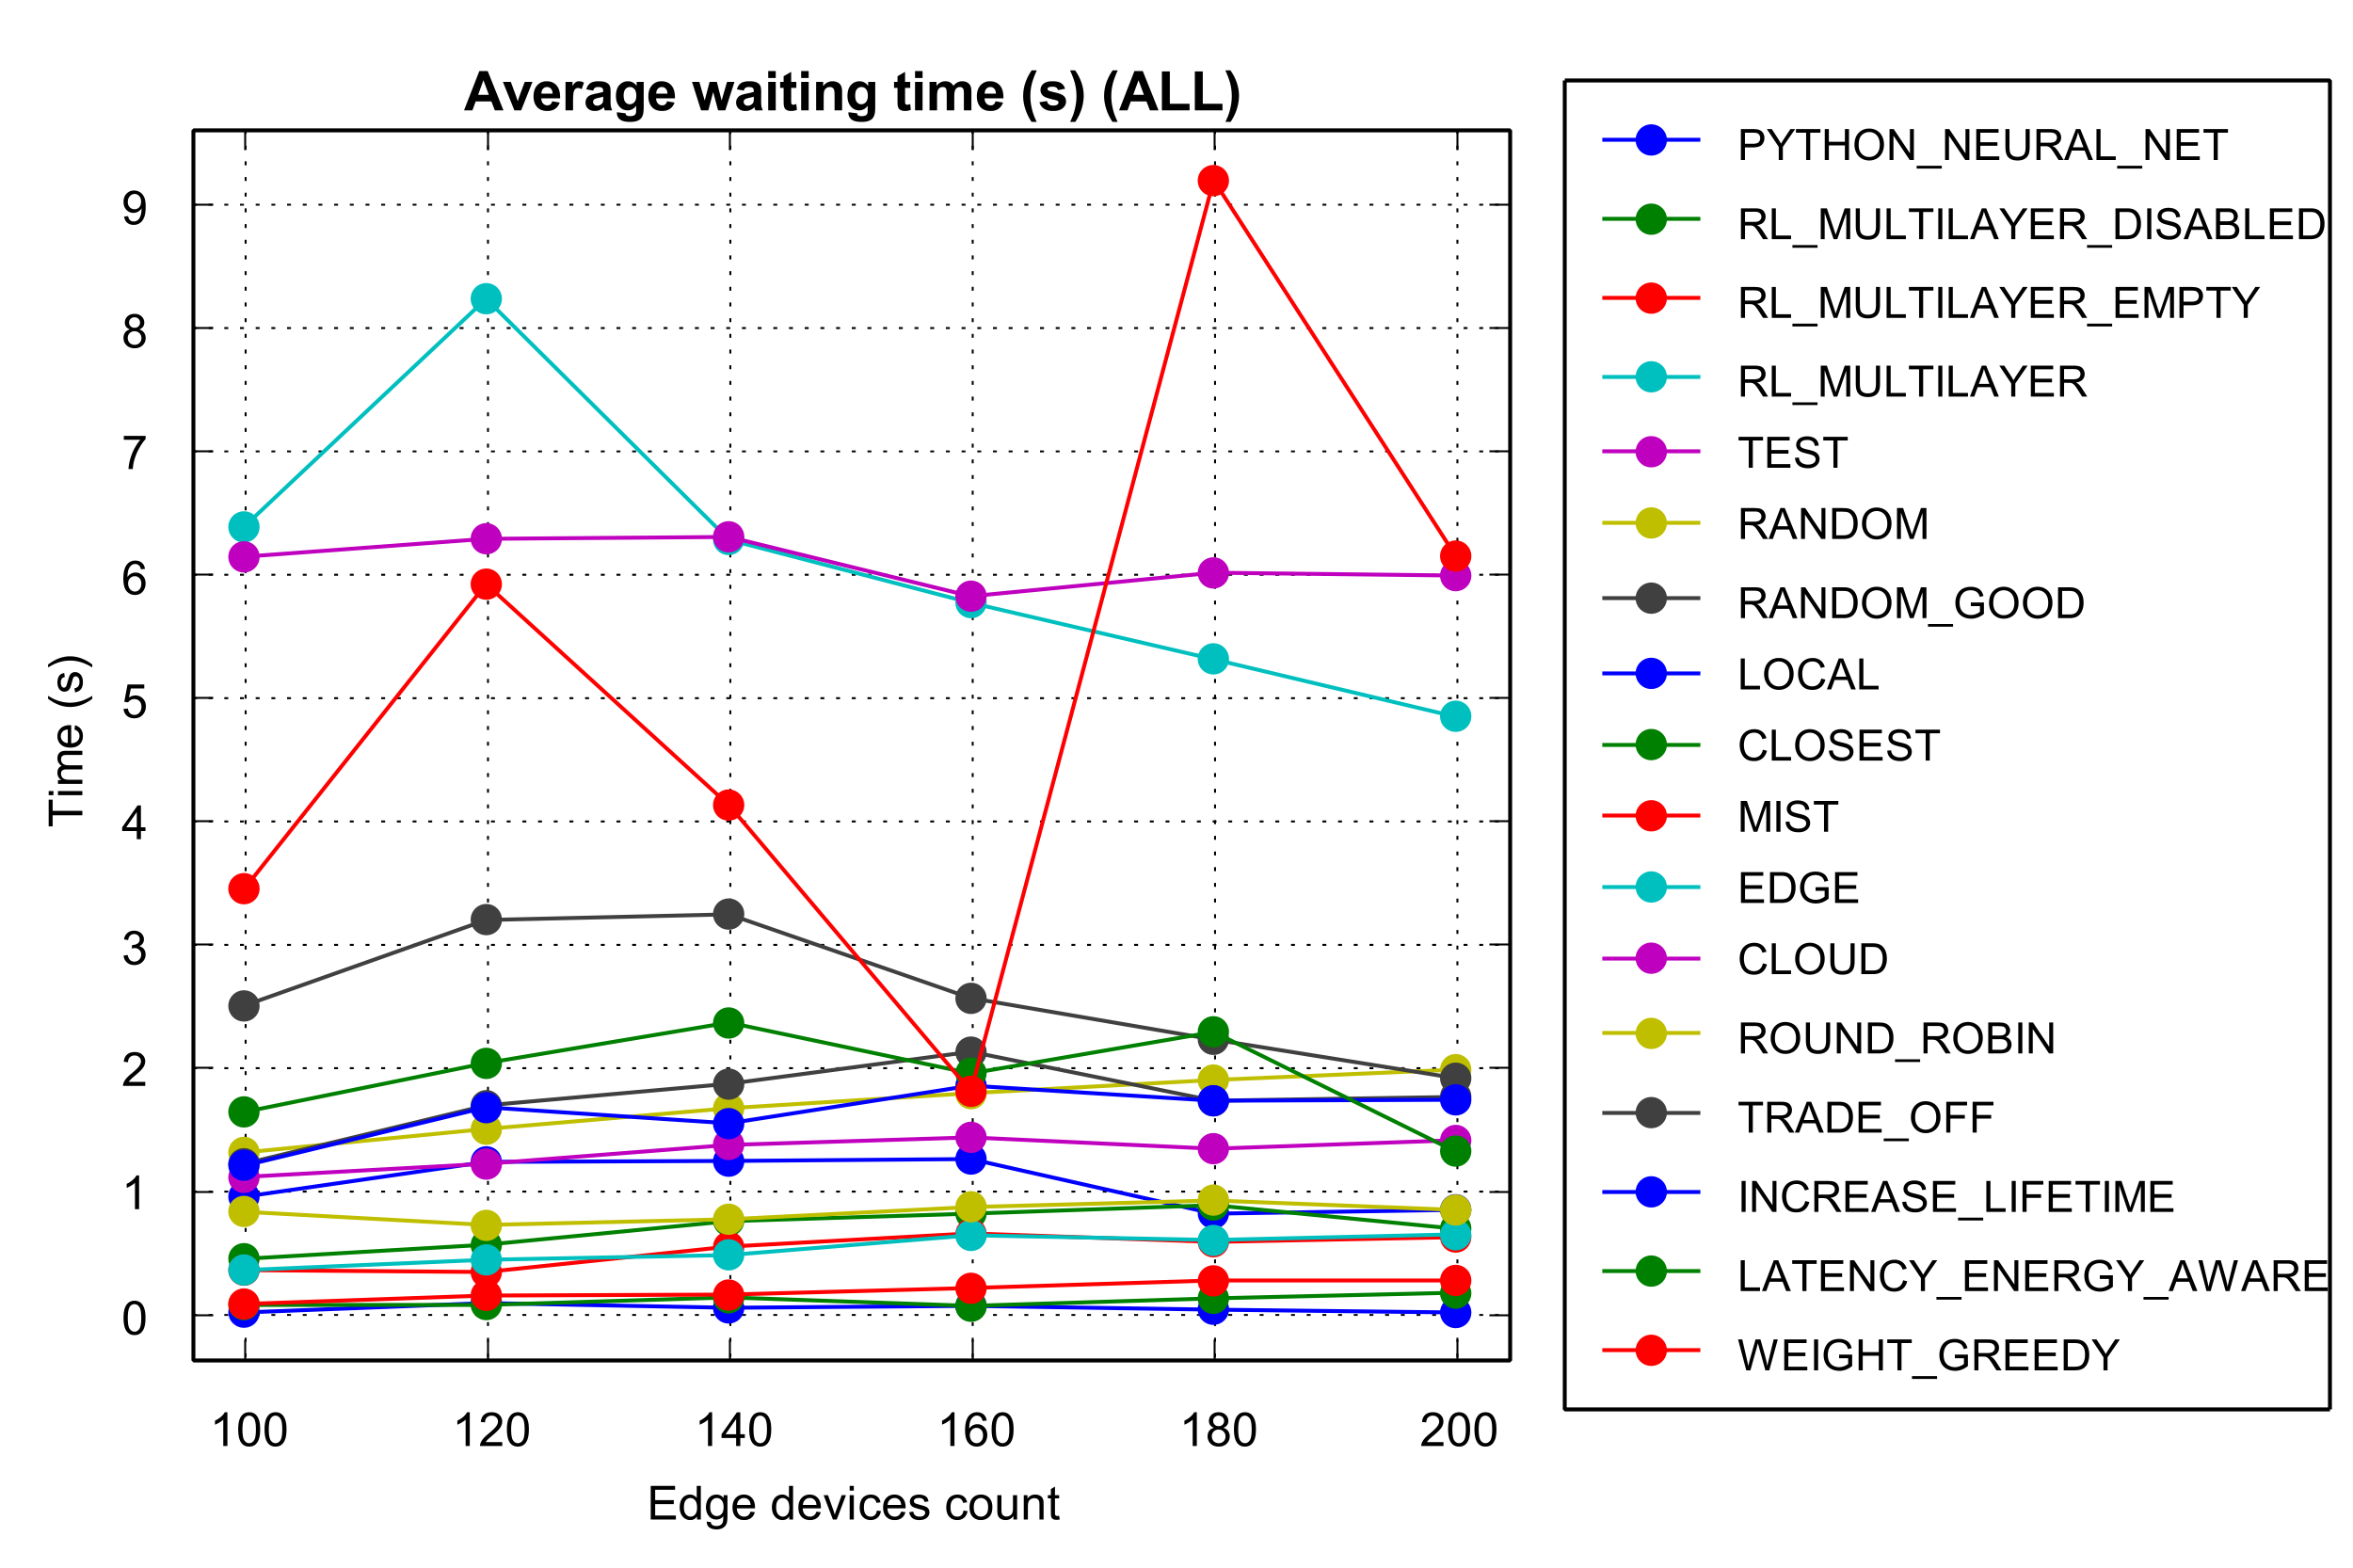 Average waiting time (s) (ALL)
Time (s)
9
8
7
6
5
4
3
2
1
0
100 120 140 160 180 200
Edge devices count
PYTHON_NEURAL_NET
RL_MULTILAYER_DISABLED
RL_MULTILAYER_EMPTY
RL_MULTILAYER
TEST
RANDOM
RANDOM_GOOD
LOCAL
CLOSEST
MIST
EDGE
CLOUD
ROUND_ROBIN
TRADE_OFF
INCREASE_LIFETIME
LATENCY_ENERGY_AWARE
WEIGHT_GREEDY